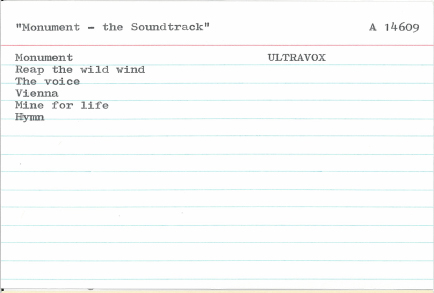 "Monument - the Soundtrack" A 14609
Monument ULTRAVOX
Reap the wild wind
The voice
Vienna
Mine for life
Hymn